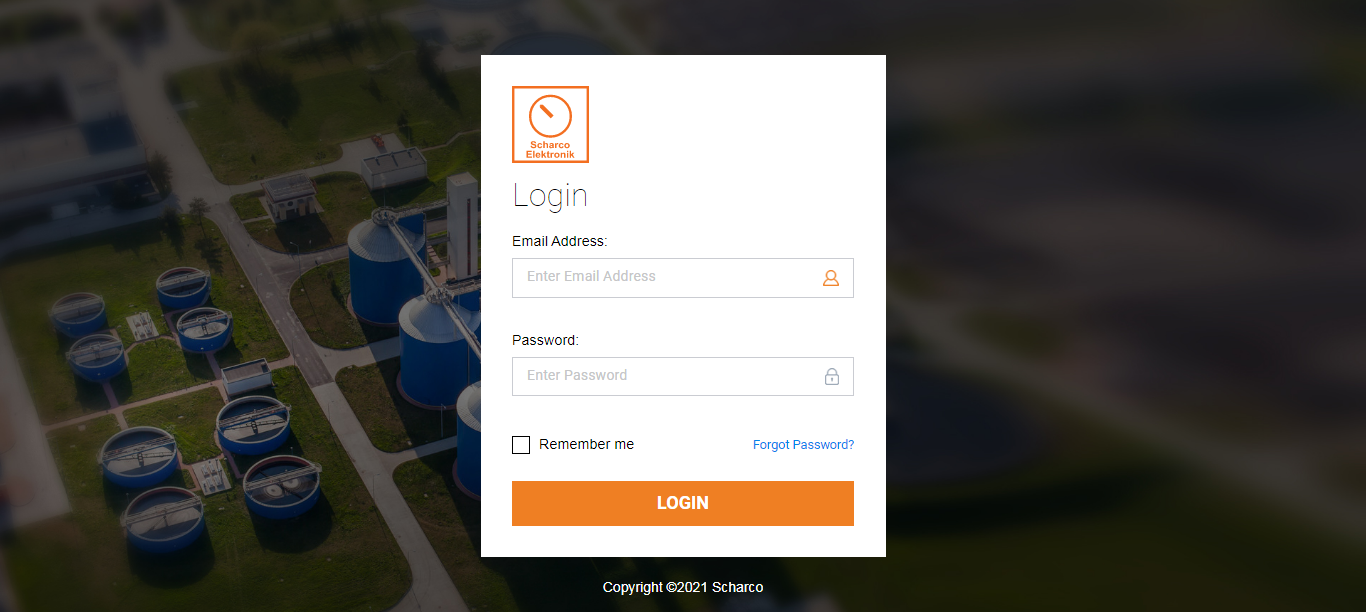 Scharco
Elektronik
Login
Email Address:
Enter Email Address
Password:
Enter Password
Remember me
Forgot Password?
LOGIN
Copyright ©2021 Scharco